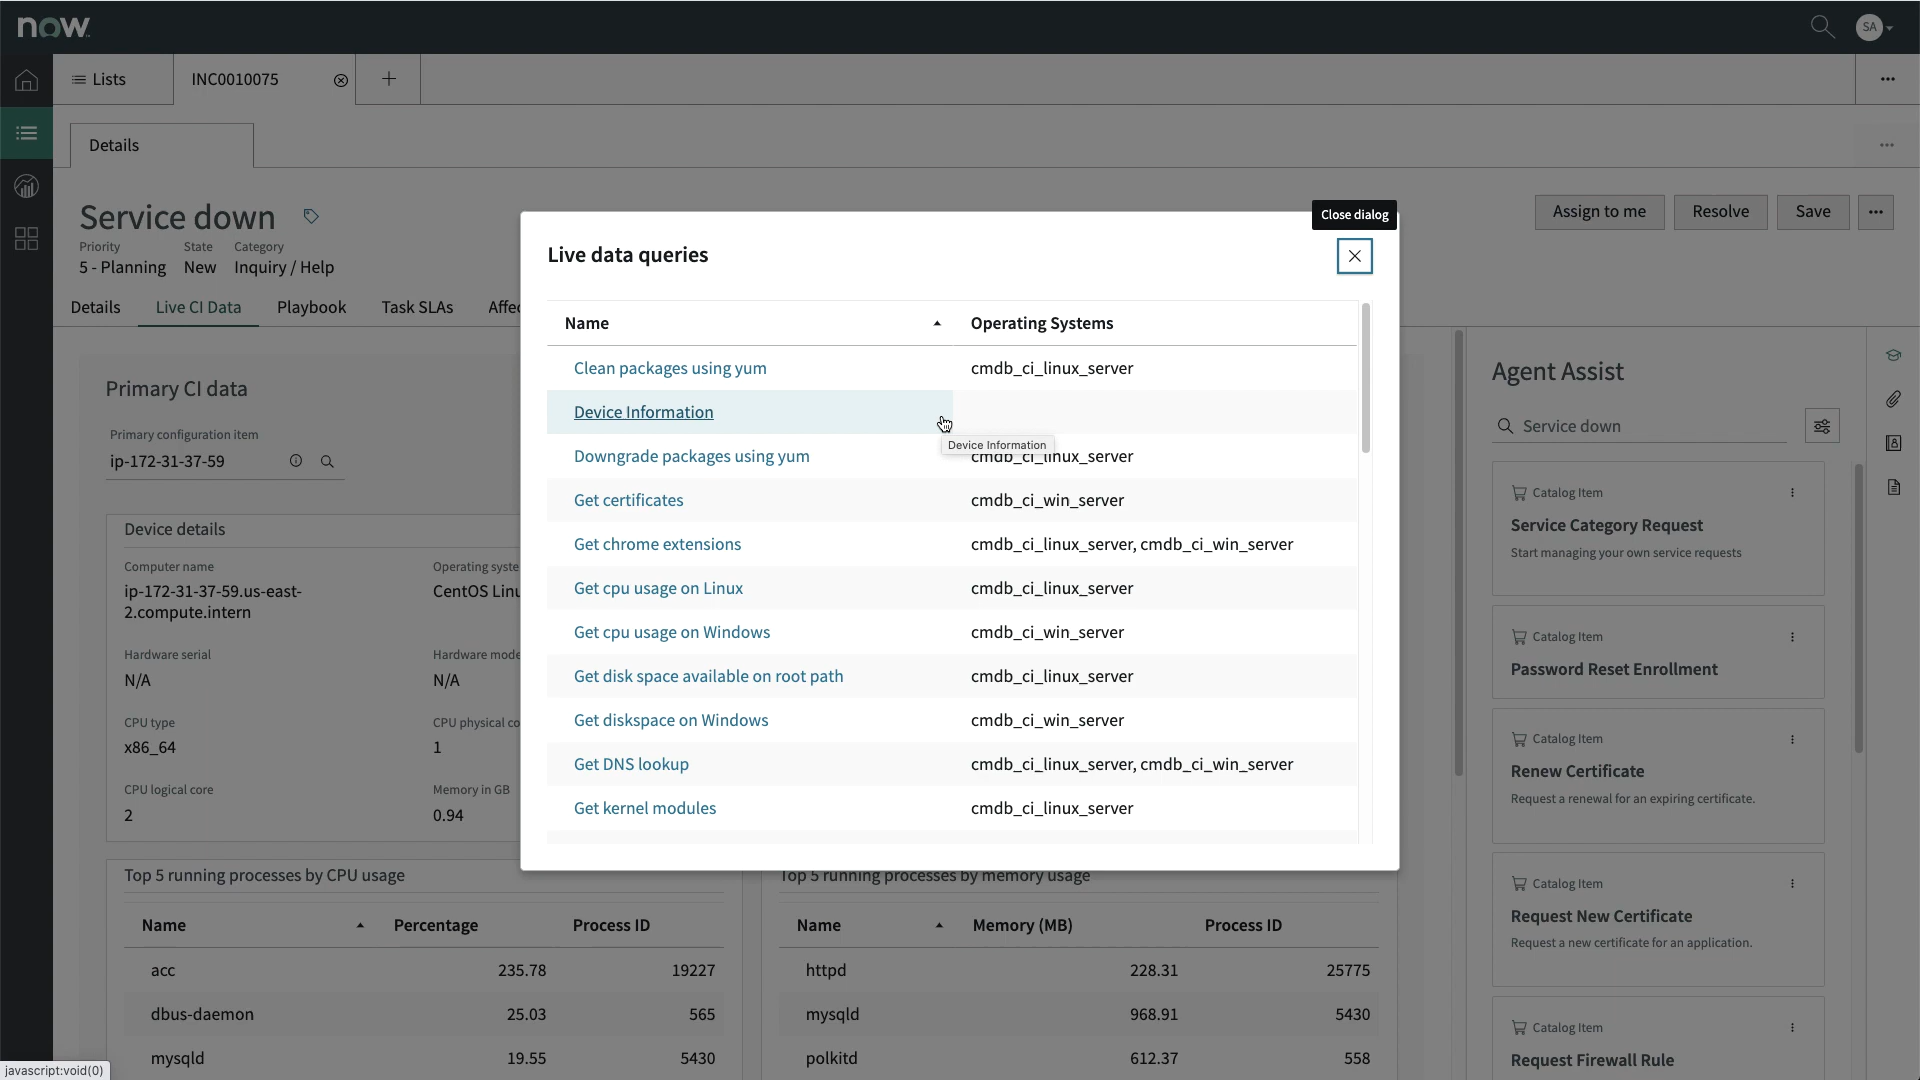 now.
SA
Lists
INC0010075
Details
Service down
Priority
State
Category
5 - Planning
New
Inquiry / Help
Assign to me
Resolve
Save
Details
Live CI Data
Playbook
Task SLAs
Primary CI data
Primary configuration item
ip-172-31-37-59
Device details
Computer name
ip-172-31-37-59.us-east-
2.compute.intern
Hardware serial
N/A
N/A
CPU type
x86_64
1
CPU logical core
Memory in GB
2
0.94
Close dialog
Live data queries
Name
Operating Systems
Clean packages using yum
cmdb_ci_linux_server
Device Information
Device Information
Downgrade packages using yum
cmdb_ci_linux_server
Get certificates
cmdb_ci_win_server
Get chrome extensions
cmdb_ci_linux_server, cmdb_ci_win_server
Get cpu usage on Linux
cmdb_ci_linux_server
Get cpu usage on Windows
cmdb_ci_win_server
Get disk space available on root path
cmdb_ci_linux_server
Get diskspace on Windows
cmdb_ci_win_server
Get DNS lookup
cmdb_ci_linux_server, cmdb_ci_win_server
Get kernel modules
cmdb_ci_linux_server
Top 5 running processes by CPU usage
Name
Percentage
Process ID
acc
235.78
19227
dbus-daemon
25.03
565
mysqld
19.55
5430
Top 5 running processes by memory usage
Name
Memory (MB)
Process ID
httpd
228.31
25775
mysqld
968.91
5430
polkitd
612.37
558
Agent Assist
Service down
Catalog Item
Service Category Request
Start managing your own service requests
Catalog Item
Password Reset Enrollment
Catalog Item
Renew Certificate
Request a renewal for an expiring certificate.
Catalog Item
Request New Certificate
Request a new certificate for an application.
Catalog Item
Request Firewall Rule
javascript:void(0)